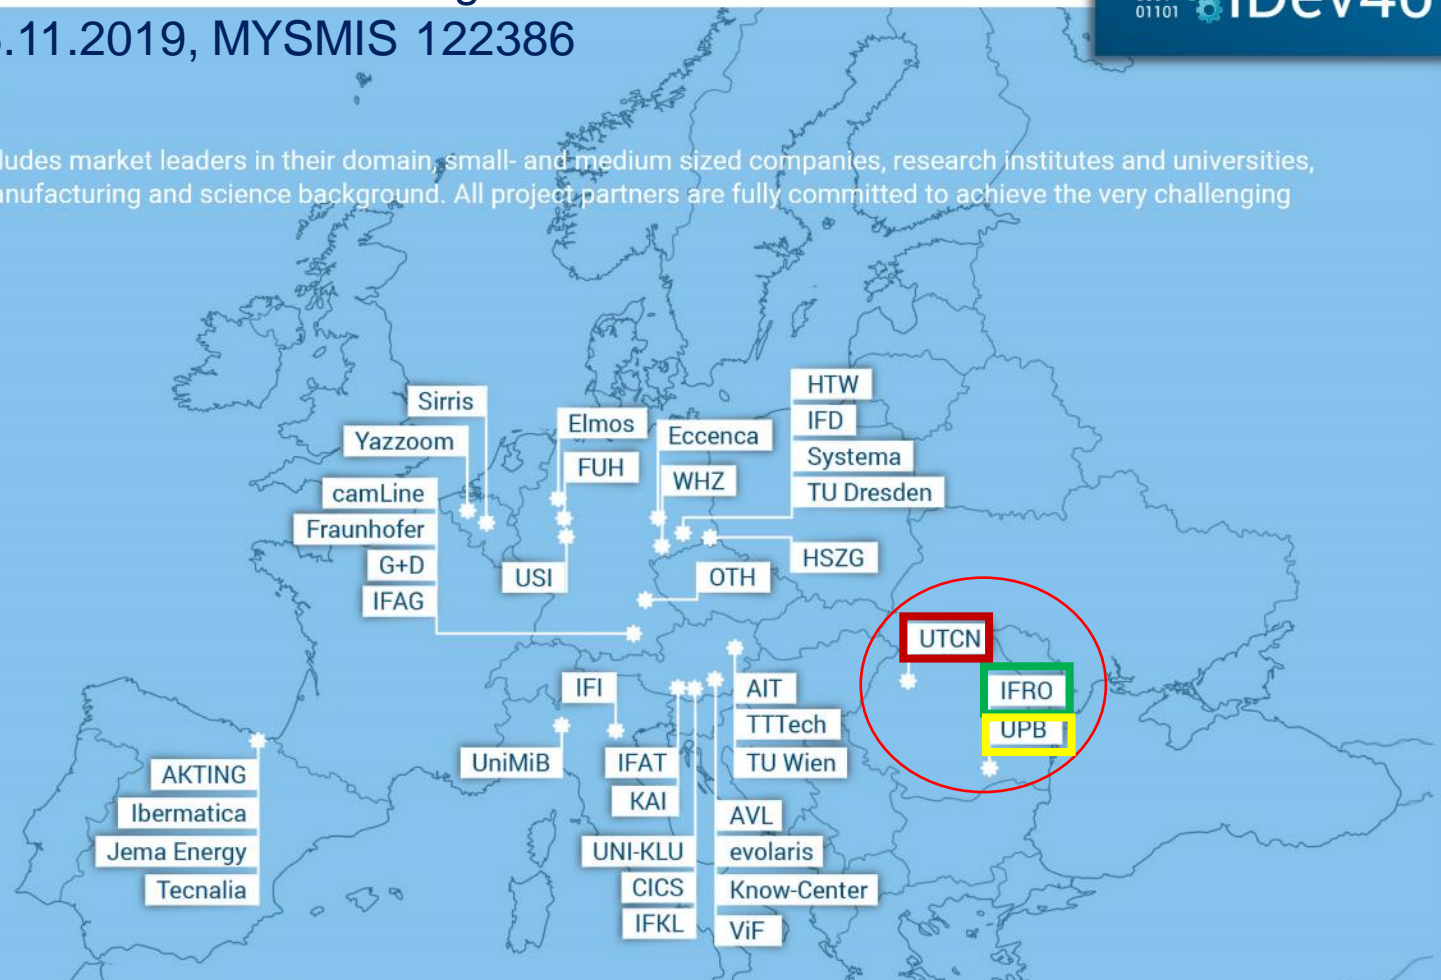 01101 iDev40
.11.2019, MYSMIS 122386
ludes market leaders in their domain, small- and medium sized companies, research institutes and universities,
anufacturing and science background. All project partners are fully committed to achieve the very challenging
HTW
Sirris
IFD
Elmos
Eccenca
Yazzoom
Systema
FUH
WHZ
camLine
TU Dresden
Fraunhofer
HSZG
G+D
USI
OTH
IFAG
UTCN
IFI
AIT
IFRO
TTTech
UPB
UniMiB
IFAT
TU Wien
AKTING
KAI
Ibermatica
AVL
Jema Energy
UNI-KLU
evolaris
Tecnalia
CICS
Know-Center
IFKL
ViF